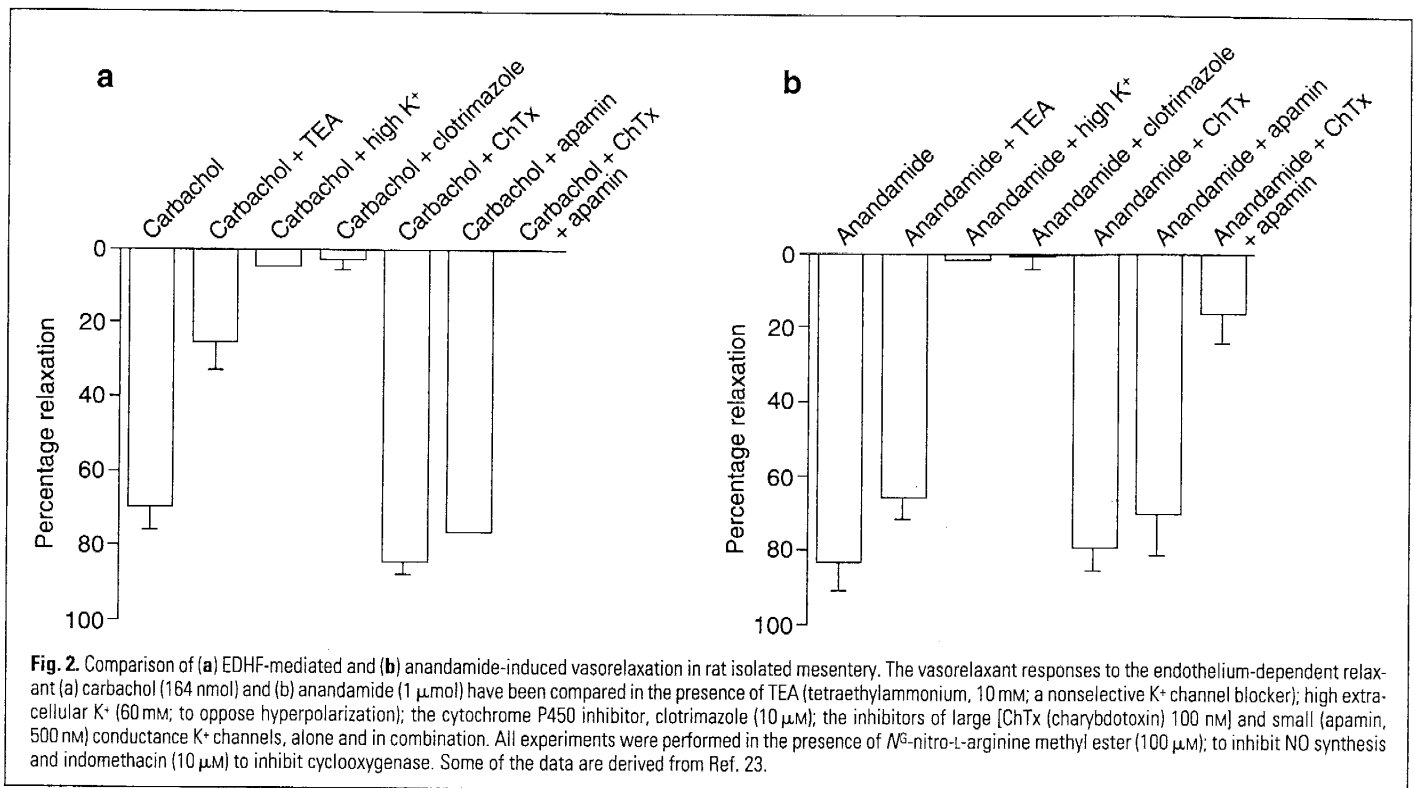 a
Carbachol
Carbachol + TEA
Carbachol + high K⁺
Carbachol + clotrimazole
Carbachol + ChTx
Carbachol + apamin
Carbachol + ChTx
+ apamin
0
20
40
60
80
100
Percentage relaxation
b
Anandamide
Anandamide + TEA
Anandamide + high K⁺
Anandamide + clotrimazole
Anandamide + ChTx
Anandamide + apamin
Anandamide + ChTx
+ apamin
0
20
40
60
80
100
Percentage relaxation
Fig. 2. Comparison of (a) EDHF-mediated and (b) anandamide-induced vasorelaxation in rat isolated mesentery. The vasorelaxant responses to the endothelium-dependent relax-
ant (a) carbachol (164 nmol) and (b) anandamide (1 μmol) have been compared in the presence of TEA (tetraethylammonium, 10 mM; a nonselective K⁺ channel blocker); high extra-
cellular K⁺ (60 mM; to oppose hyperpolarization); the cytochrome P450 inhibitor, clotrimazole (10 μM); the inhibitors of large [ChTx (charybdotoxin) 100 nM] and small (apamin,
500 nM) conductance K⁺ channels, alone and in combination. All experiments were performed in the presence of Nᴳ-nitro-L-arginine methyl ester (100 μM); to inhibit NO synthesis
and indomethacin (10 μM) to inhibit cyclooxygenase. Some of the data are derived from Ref. 23.